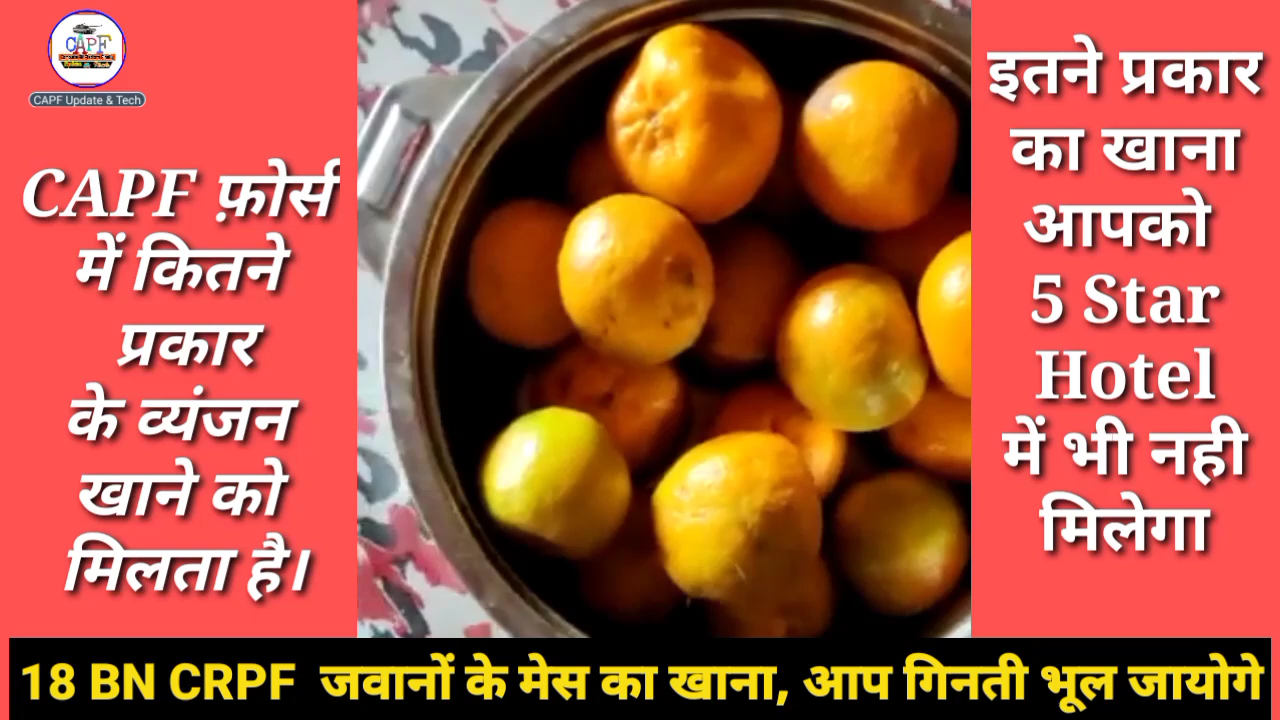 CAPF
CAPF Update & Tech
CAPF फ़ोर्स
में कितने
प्रकार
के व्यंजन
खाने को
मिलता है।
इतने प्रकार
का खाना
आपको
5 Star
Hotel
में भी नही
मिलेगा
18 BN CRPF जवानों के मेस का खाना, आप गिनती भूल जायोगे